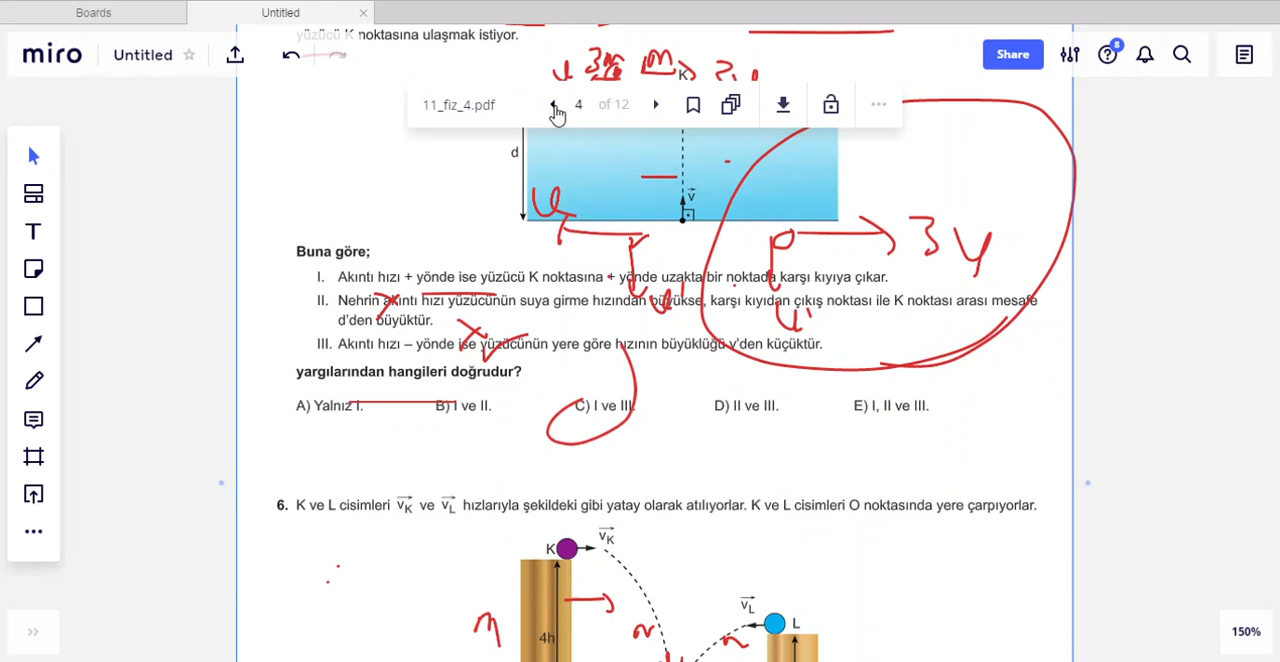 Boards
Untitled
miro
Untitled
Share
8
yüzücü K noktasına ulaşmak istiyor.
3m
m
K
11_fiz_4.pdf
4 of 12
d
v
3
Buna göre;
I. Akıntı hızı + yönde ise yüzücü K noktasına + yönde uzakta bir noktada karşı kıyıya çıkar.
II. Nehrin akıntı hızı yüzücünün suya girme hızından büyükse, karşı kıyıdan çıkış noktası ile K noktası arası mesafe
d'den büyüktür.
III. Akıntı hızı – yönde ise yüzücünün yere göre hızının büyüklüğü v'den küçüktür.
yargılarından hangileri doğrudur?
A) Yalnız I. B) I ve II. C) I ve III. D) II ve III. E) I, II ve III.
6. K ve L cisimleri vK ve vL hızlarıyla şekildeki gibi yatay olarak atılıyorlar. K ve L cisimleri O noktasında yere çarpıyorlar.
K
vK
vL
L
4h
150%